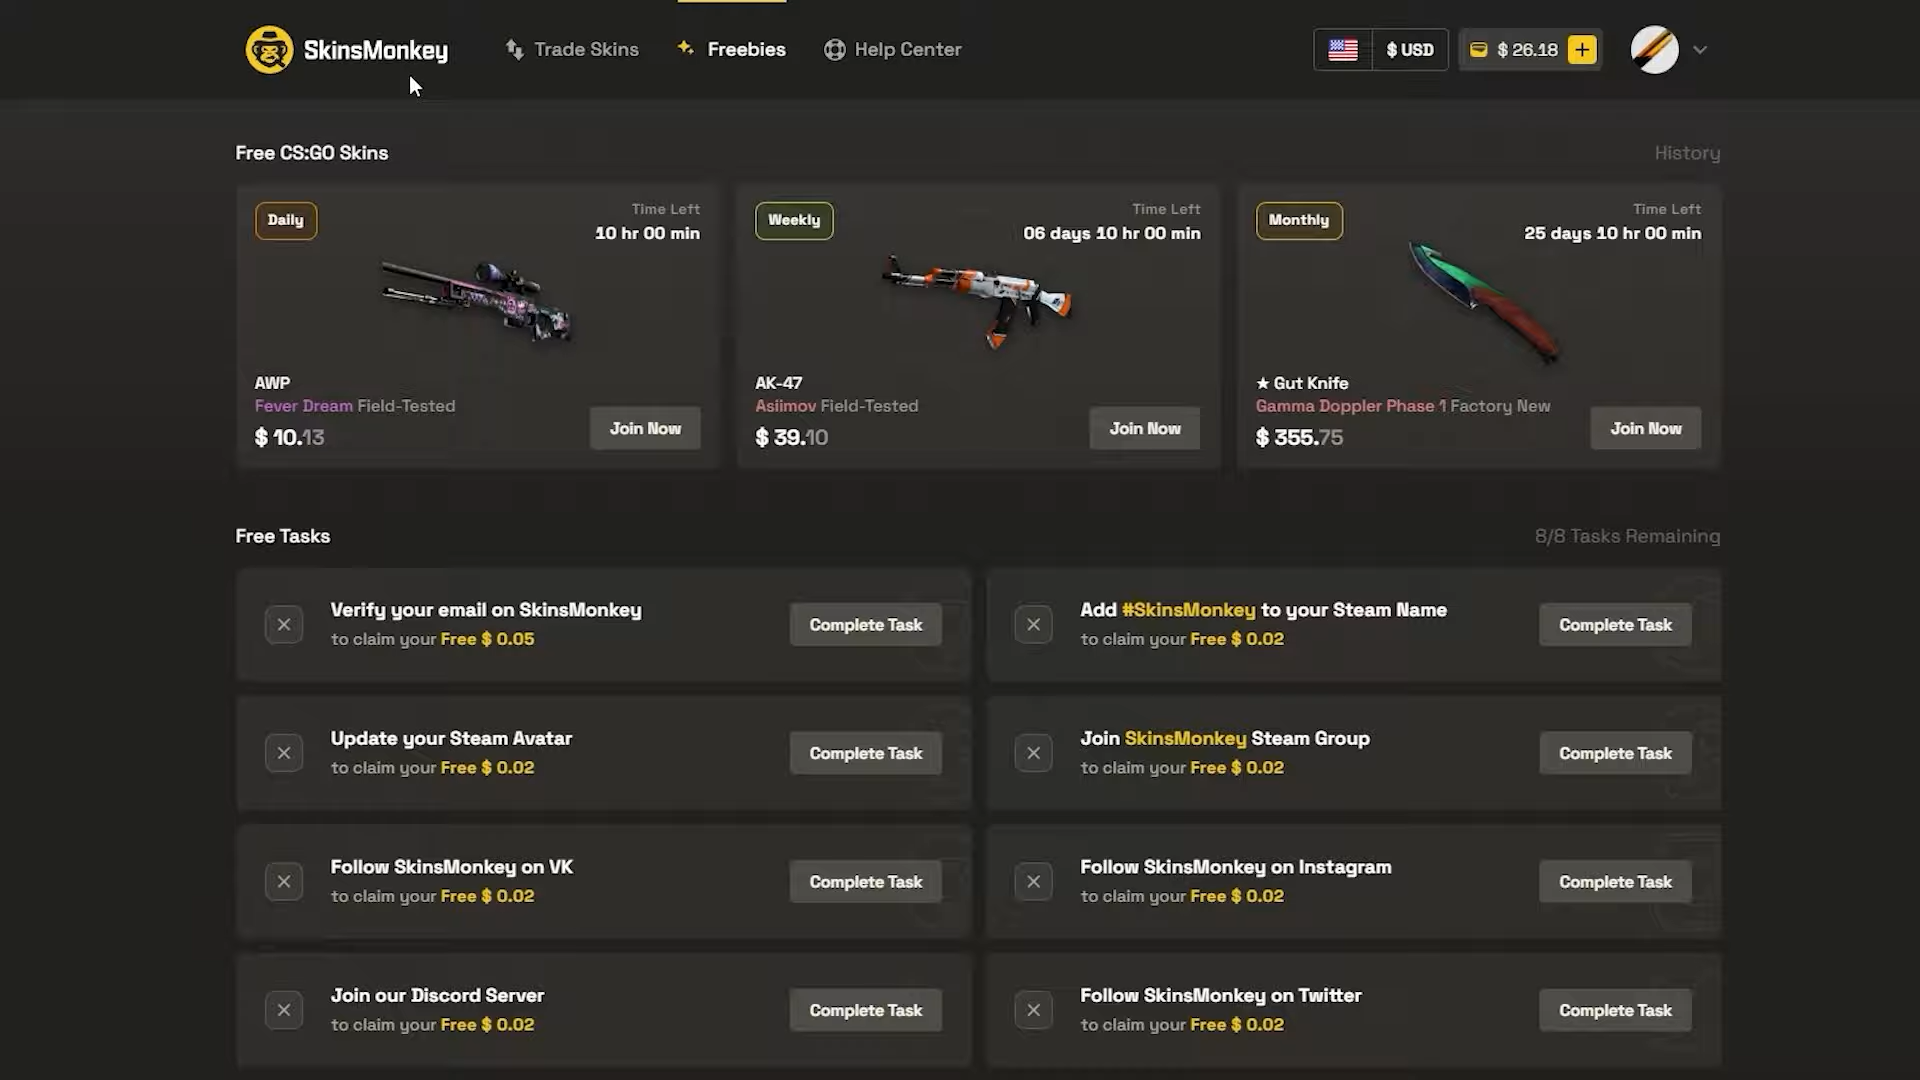 SkinsMonkey
Trade Skins
Freebies
Help Center
$ USD
$ 26.18
Free CS:GO Skins
History
Daily
Time Left
10 hr 00 min
AWP
Fever Dream Field-Tested
$ 10.13
Join Now
Weekly
Time Left
06 days 10 hr 00 min
AK-47
Asiimov Field-Tested
$ 39.10
Join Now
Monthly
Time Left
25 days 10 hr 00 min
★ Gut Knife
Gamma Doppler Phase 1 Factory New
$ 355.75
Join Now
Free Tasks
8/8 Tasks Remaining
Verify your email on SkinsMonkey
to claim your Free $ 0.05
Complete Task
Add #SkinsMonkey to your Steam Name
to claim your Free $ 0.02
Complete Task
Update your Steam Avatar
to claim your Free $ 0.02
Complete Task
Join SkinsMonkey Steam Group
to claim your Free $ 0.02
Complete Task
Follow SkinsMonkey on VK
to claim your Free $ 0.02
Complete Task
Follow SkinsMonkey on Instagram
to claim your Free $ 0.02
Complete Task
Join our Discord Server
to claim your Free $ 0.02
Complete Task
Follow SkinsMonkey on Twitter
to claim your Free $ 0.02
Complete Task